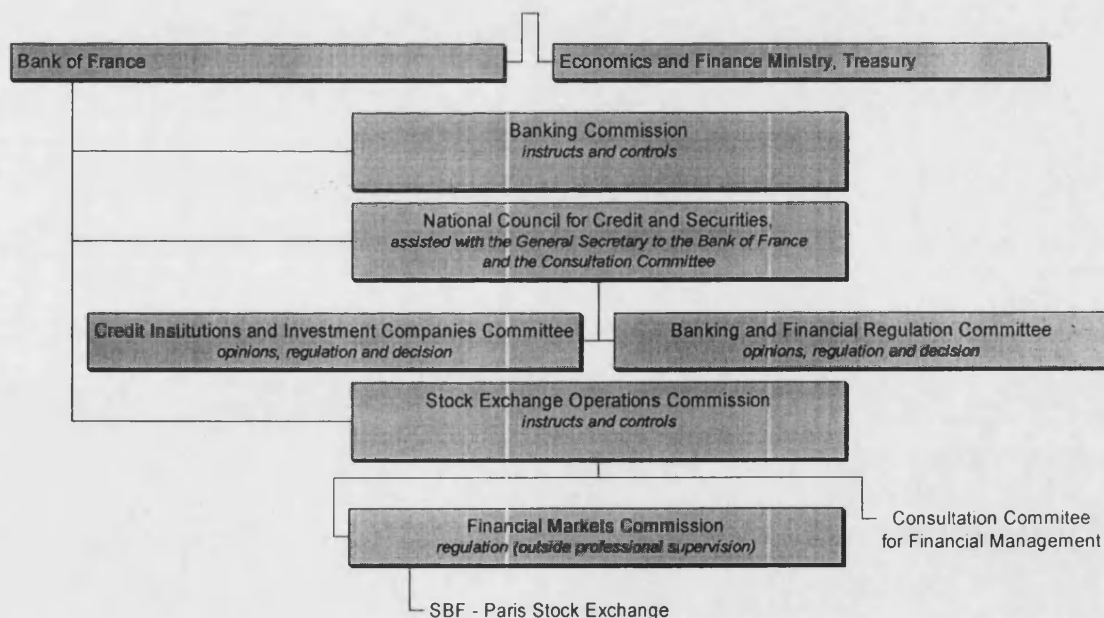 Bank of France
Economics and Finance Ministry, Treasury
Banking Commission
instructs and controls
National Council for Credit and Securities,
assisted with the General Secretary to the Bank of France
and the Consultation Committee
Credit Institutions and Investment Companies Committee
opinions, regulation and decision
Banking and Financial Regulation Committee
opinions, regulation and decision
Stock Exchange Operations Commission
instructs and controls
Financial Markets Commission
regulation (outside professional supervision)
Consultation Commitee
for Financial Management
SBF - Paris Stock Exchange